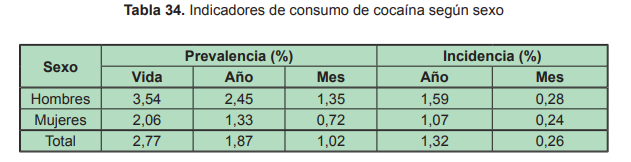 Tabla 34. Indicadores de consumo de cocaína según sexo
Sexo Prevalencia (%) Incidencia (%)
Vida Año Mes Año Mes
Hombres 3,54 2,45 1,35 1,59 0,28
Mujeres 2,06 1,33 0,72 1,07 0,24
Total 2,77 1,87 1,02 1,32 0,26